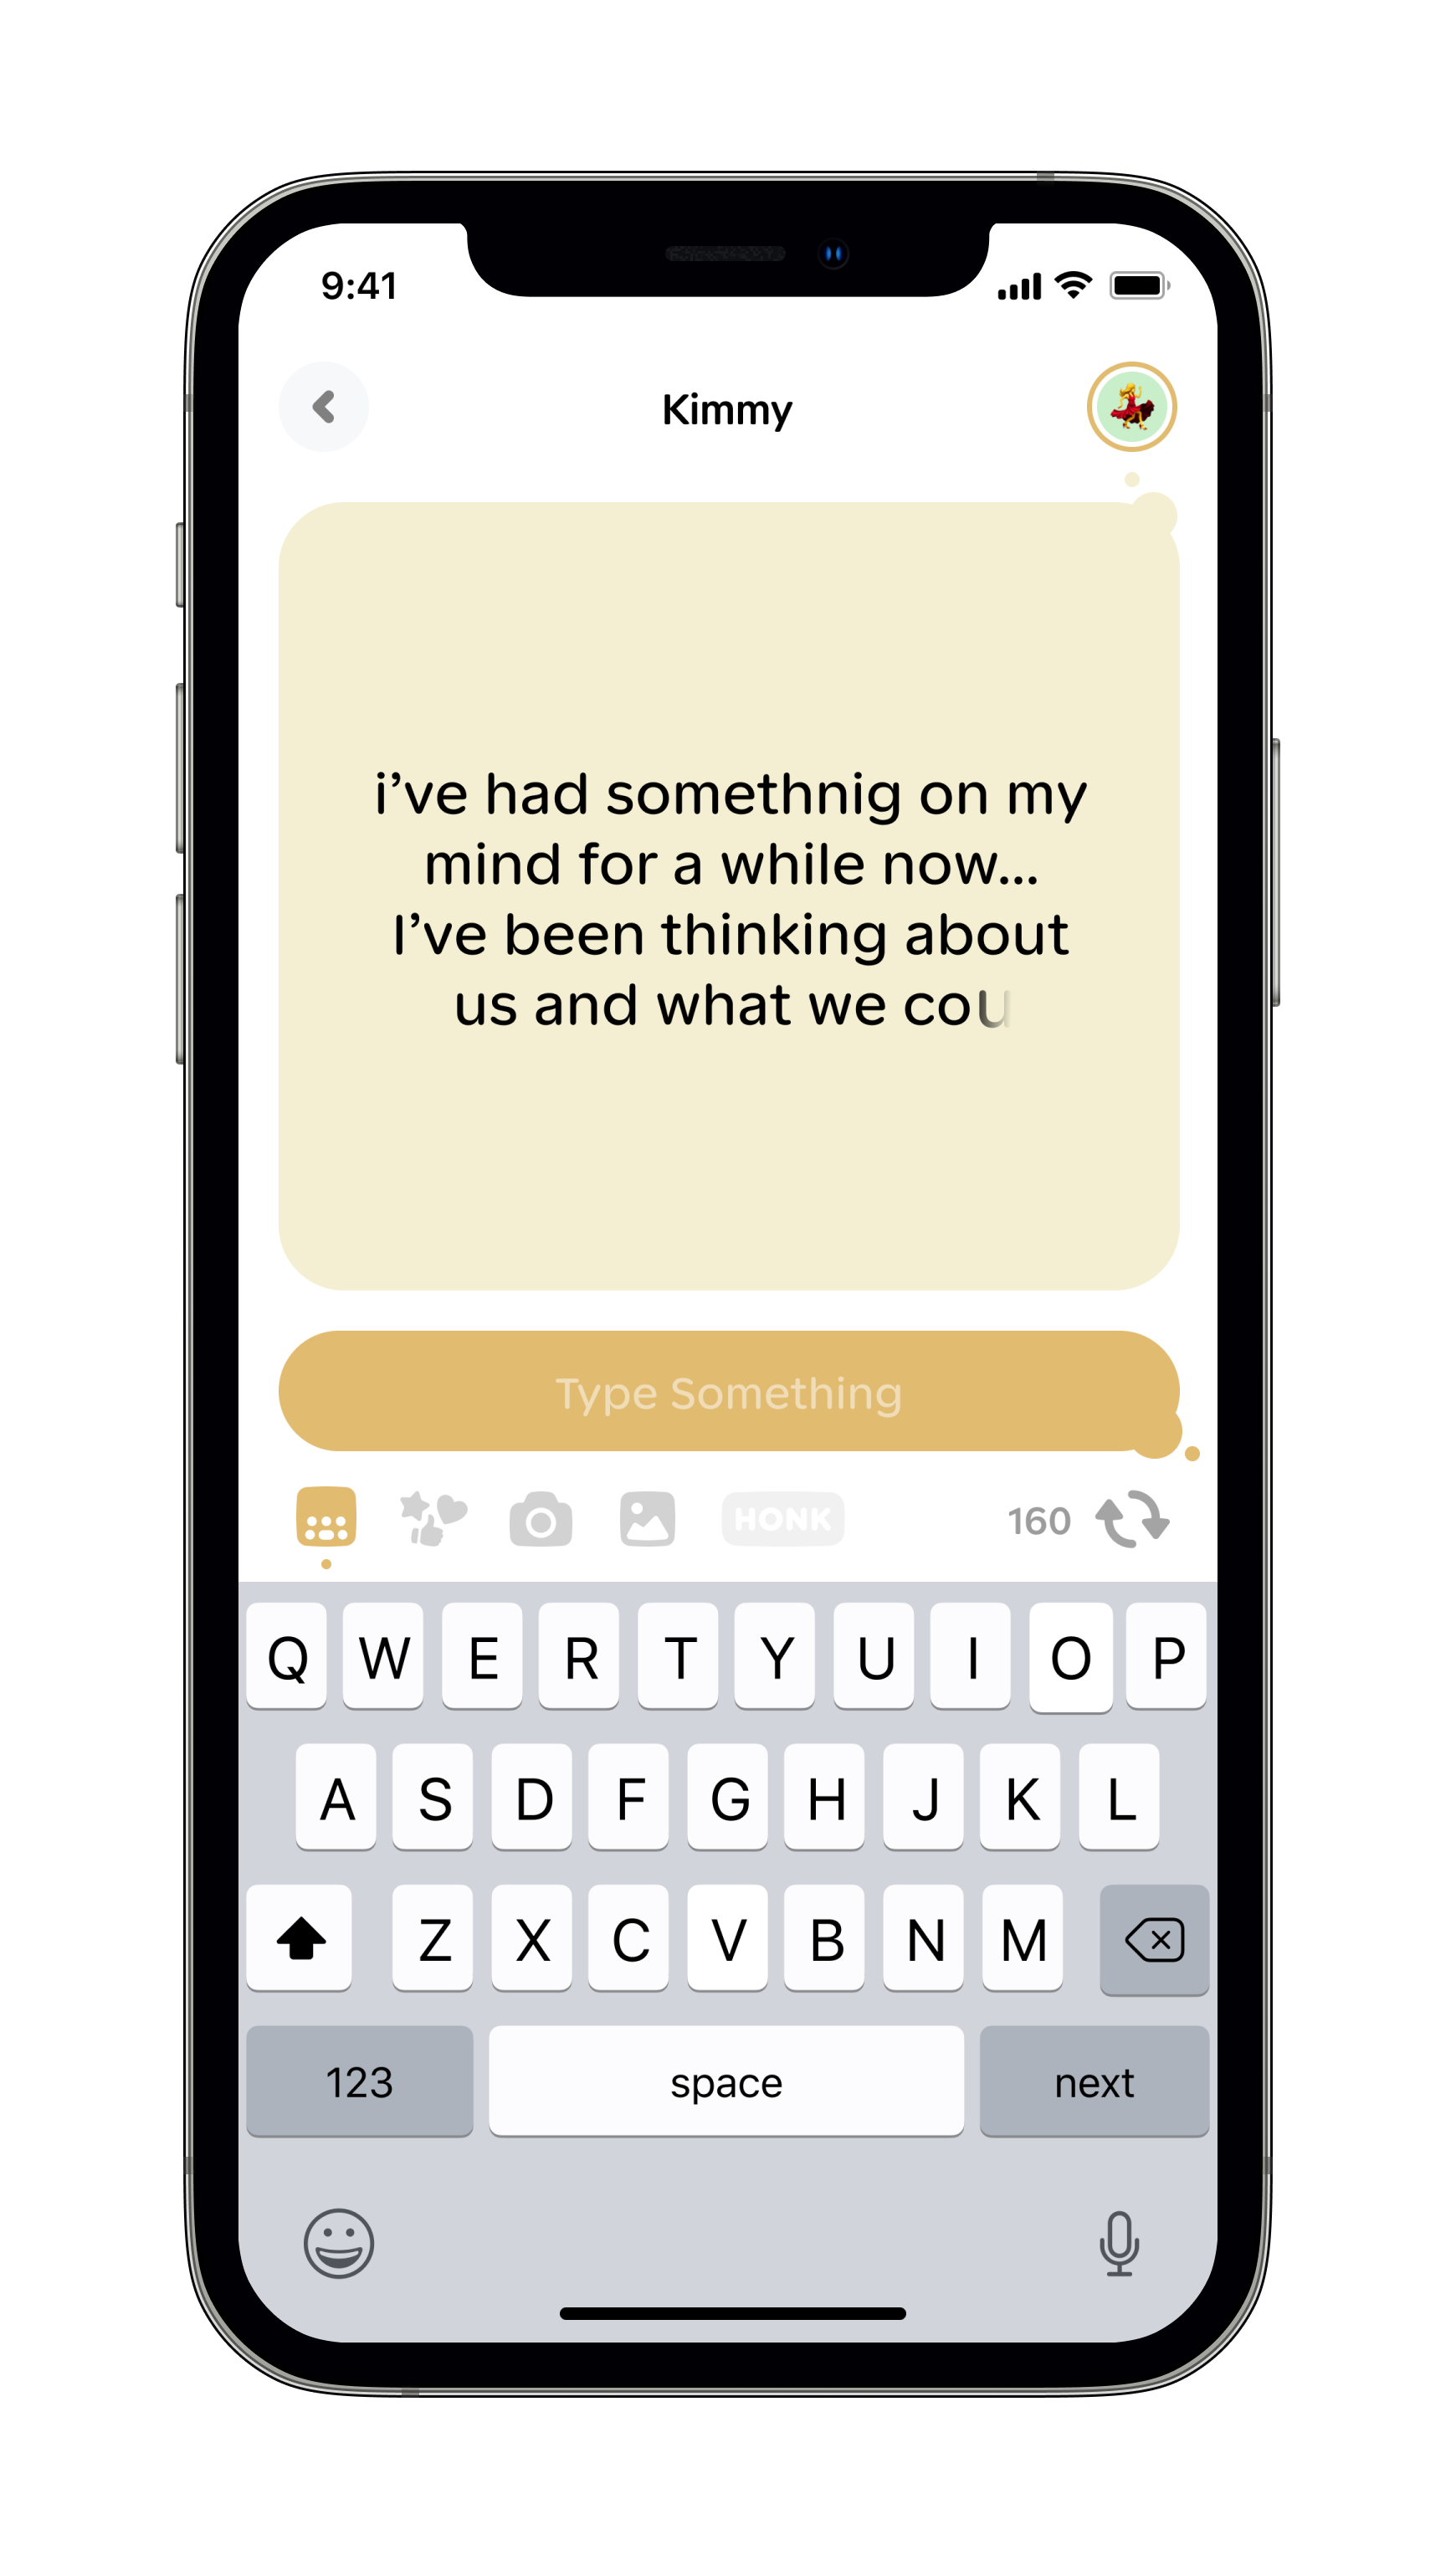 9:41
Kimmy
i’ve had somethnig on my
mind for a while now...
I’ve been thinking about
us and what we cou
Type Something
HONK
160
Q W E R T Y U I O P
A S D F G H J K L
Z X C V B N M
123 space next